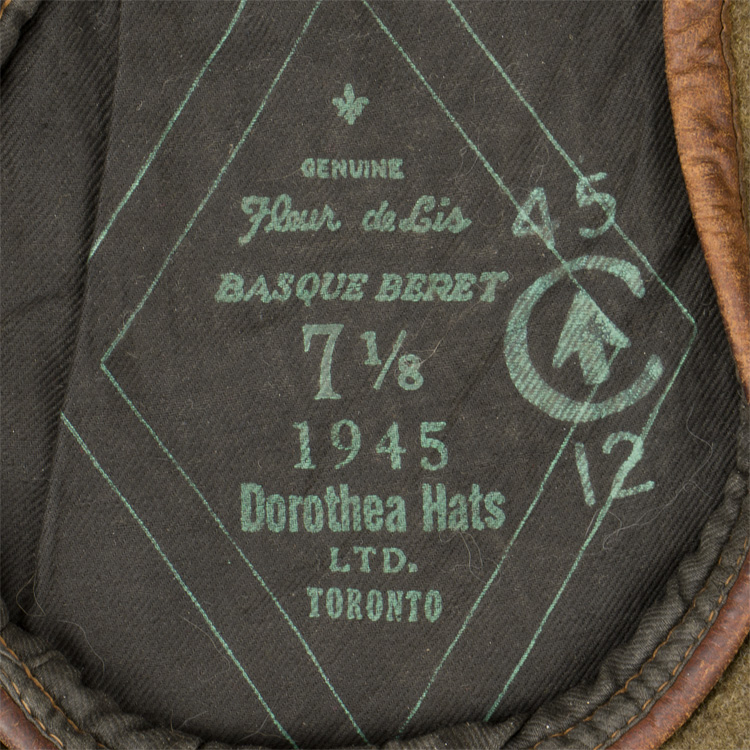 GENUINE
Fleur de Lis
BASQUE BERET
7 1/8
1945
Dorothea Hats
LTD.
TORONTO
45
C
12